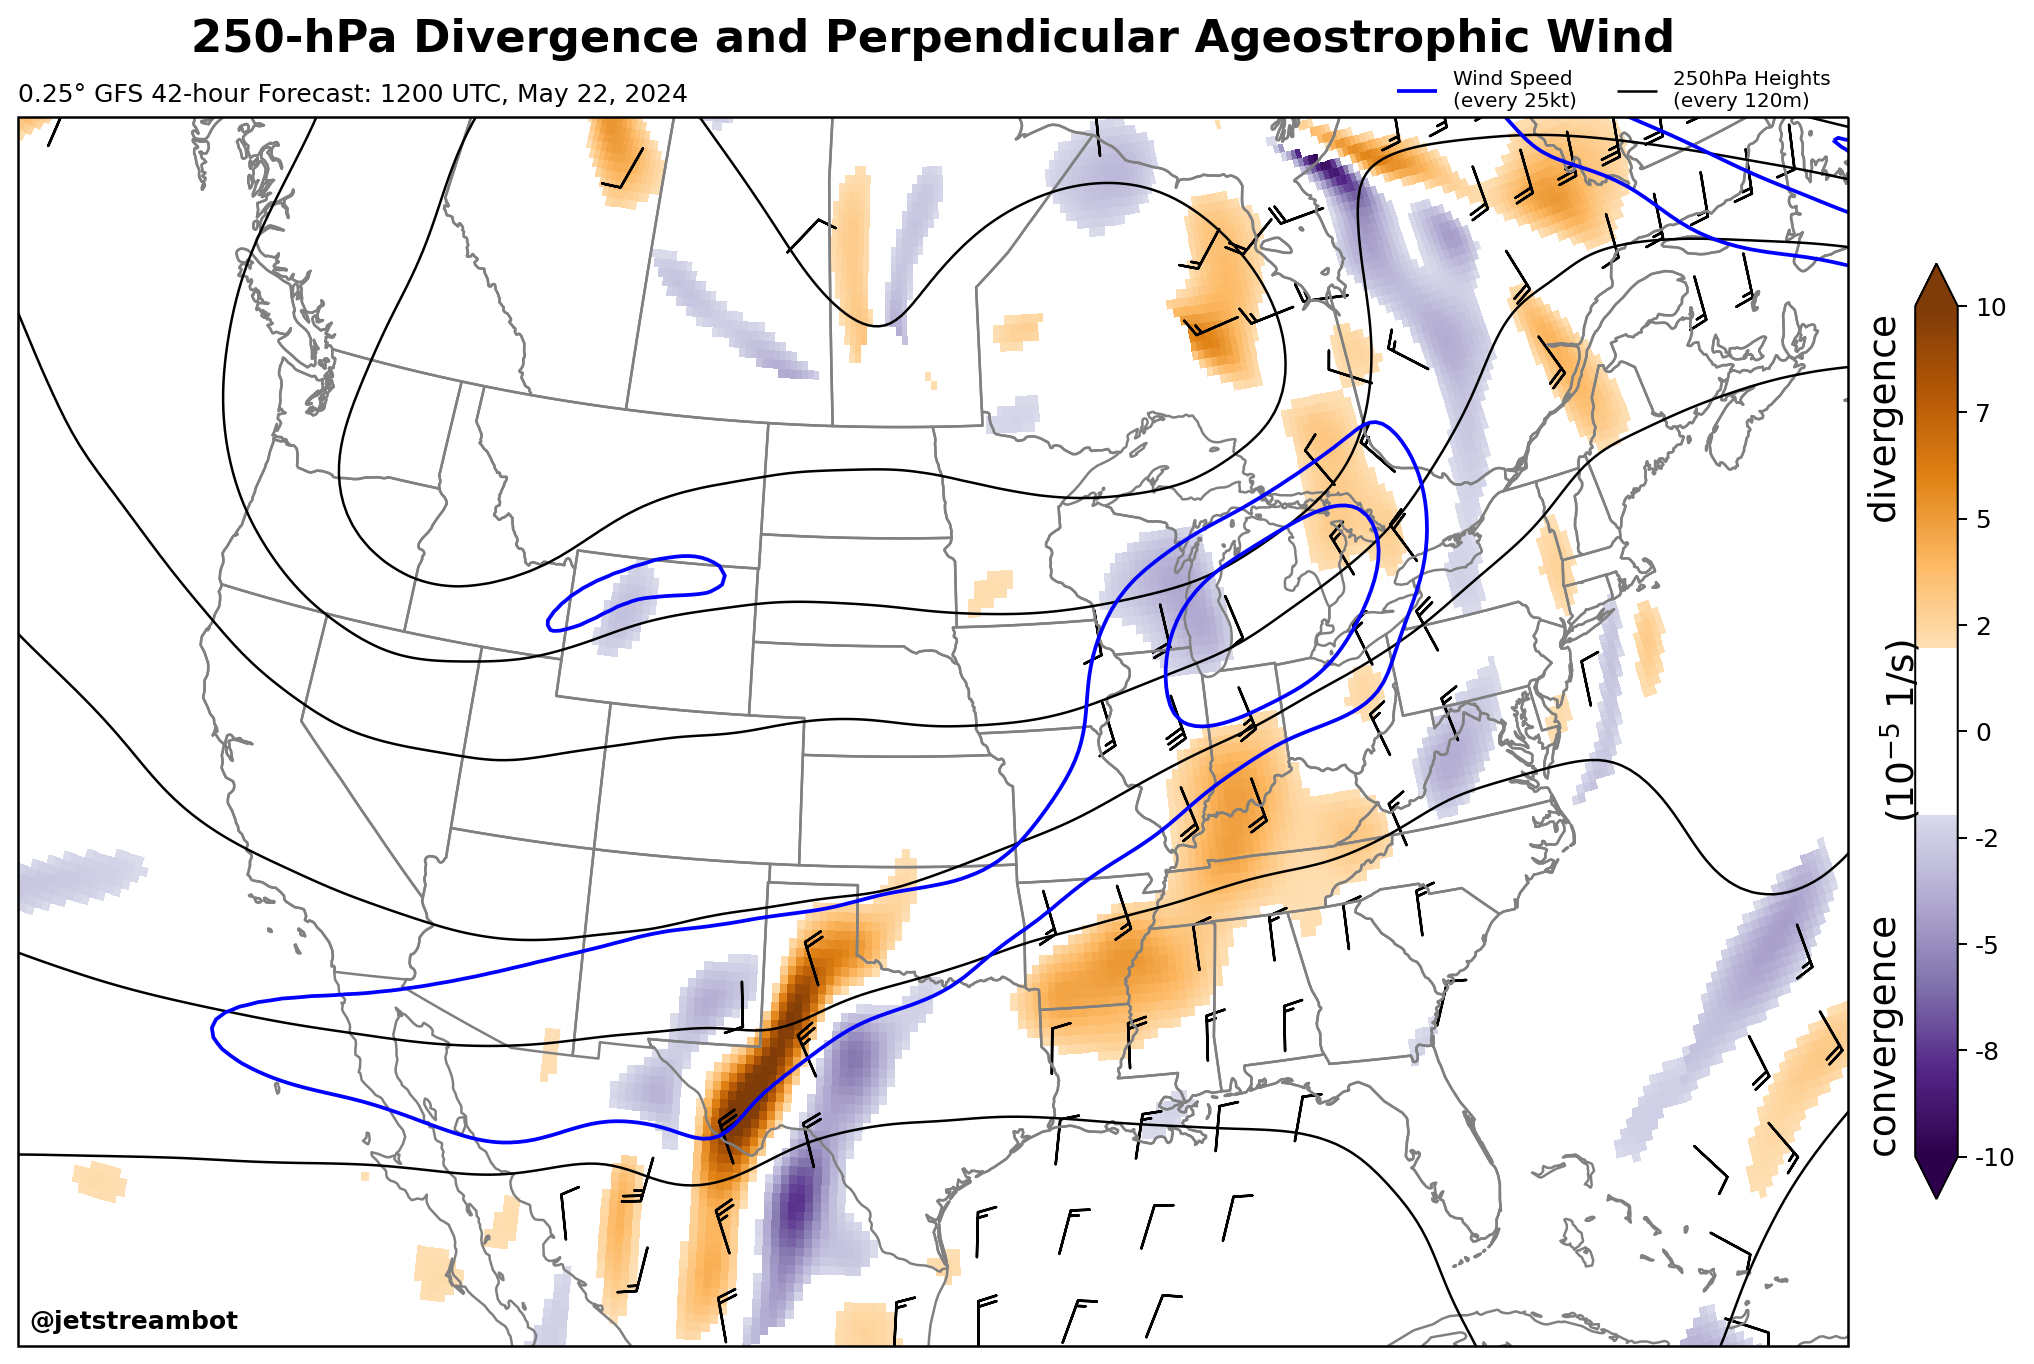 250-hPa Divergence and Perpendicular Ageostrophic Wind
0.25° GFS 42-hour Forecast: 1200 UTC, May 22, 2024
Wind Speed
(every 25kt)
250hPa Heights
(every 120m)
10
7
5
2
0
-2
-5
-8
-10
convergence (10⁻⁵ 1/s) divergence
@jetstreambot